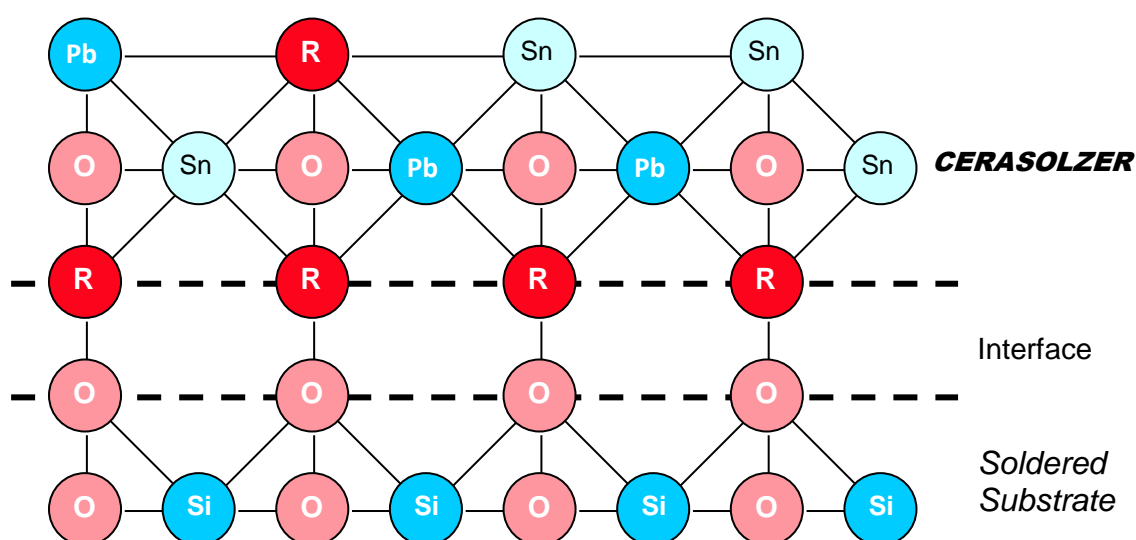 Pb R Sn Sn
O Sn O Pb O Pb O Sn CERASOLZER
R R R R
Interface
O O O O
Soldered
Substrate
O Si O Si O Si O Si